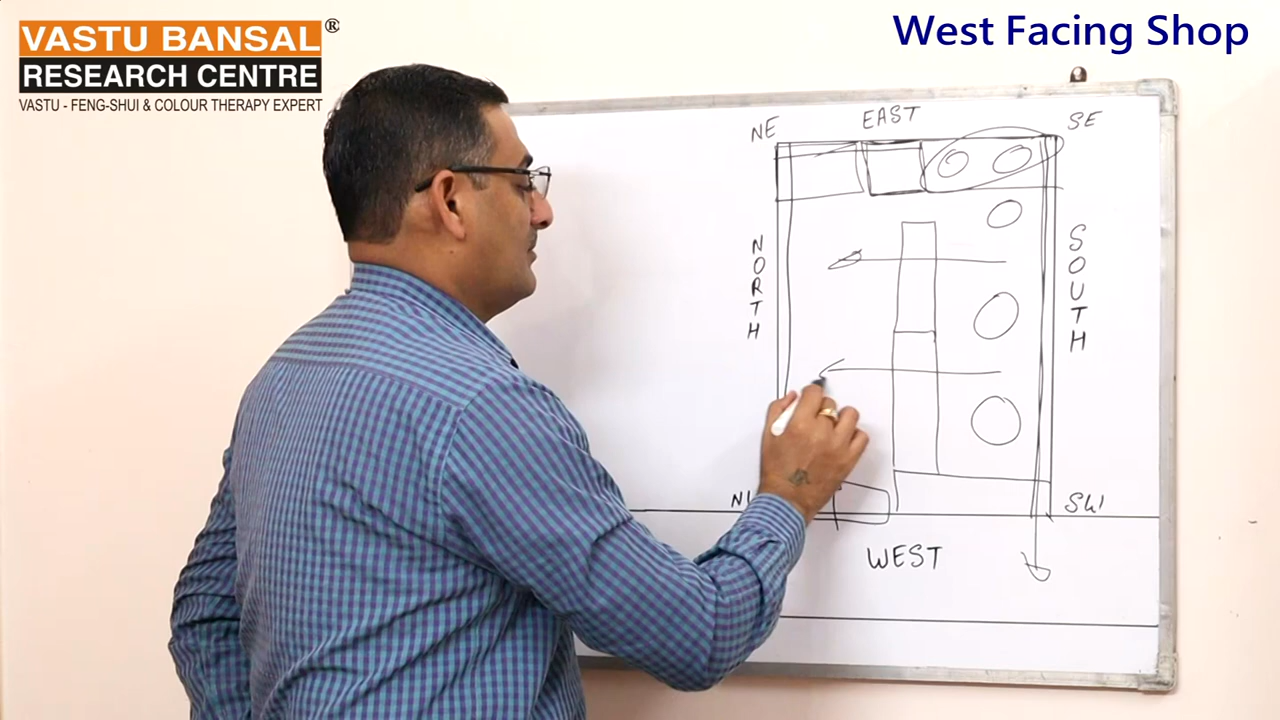 VASTU BANSAL®
RESEARCH CENTRE
VASTU - FENG-SHUI & COLOUR THERAPY EXPERT
West Facing Shop
NE
EAST
SE
NORTH
SOUTH
SW
WEST